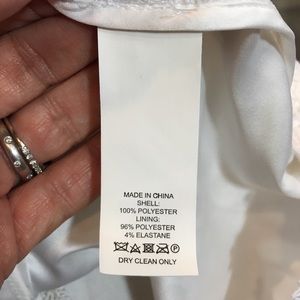 MADE IN CHINA
SHELL:
100% POLYESTER
LINING:
96% POLYESTER
4% ELASTANE
P
DRY CLEAN ONLY